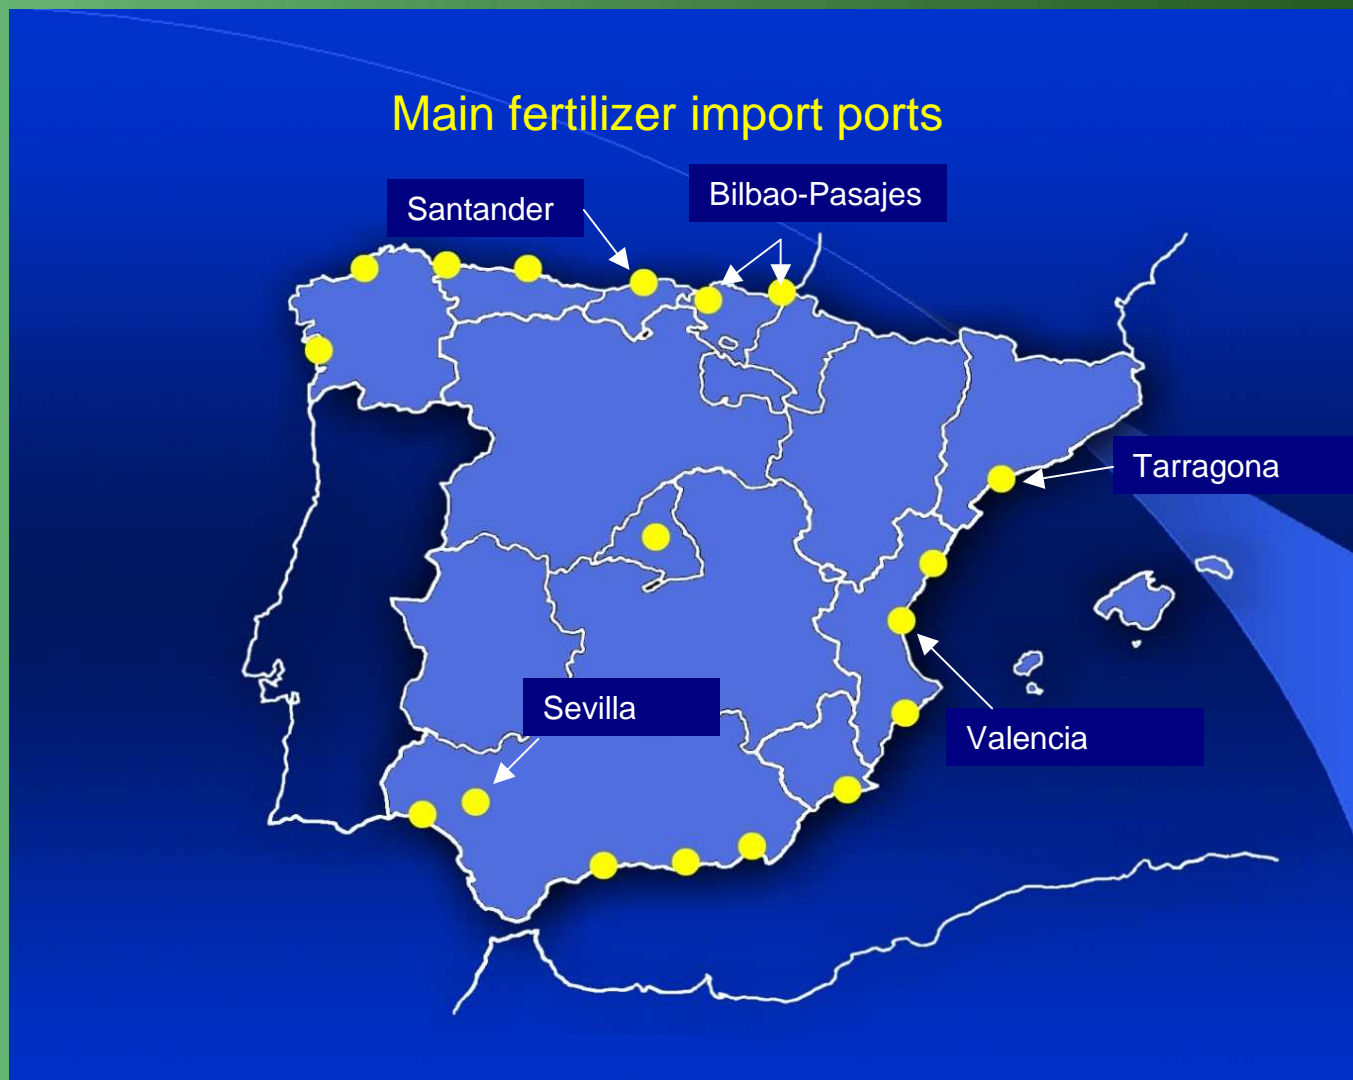 Main fertilizer import ports
Santander
Bilbao-Pasajes
Tarragona
Sevilla
Valencia